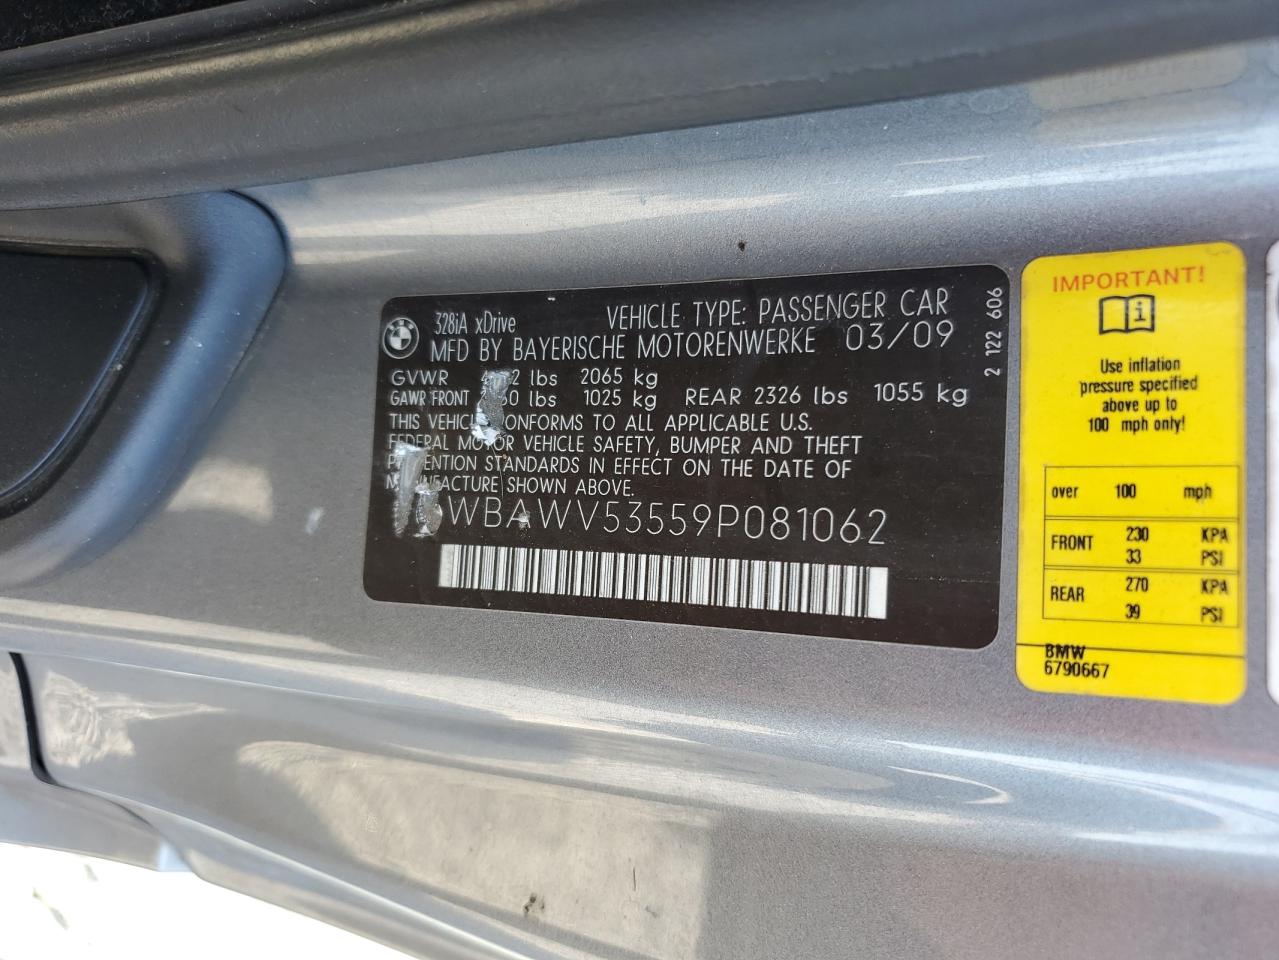 328iA xDrive VEHICLE TYPE: PASSENGER CAR
MFD BY BAYERISCHE MOTORENWERKE 03/09
GVWR lbs 2065 kg
GAWR FRONT lbs 1025 kg REAR 2326 lbs 1055 kg
THIS CONFORMS TO ALL APPLICABLE U.S.
FEDERAL MOTOR VEHICLE SAFETY, BUMPER AND THEFT
STANDARDS IN EFFECT ON THE DATE OF
SHOWN ABOVE.
WBAWV53559P081062
2 122 606
IMPORTANT!
i
Use inflation
pressure specified
above up to
100 mph only!
over 100 mph
FRONT 230 KPA
33 PSI
REAR 270 KPA
39 PSI
BMW
6790667